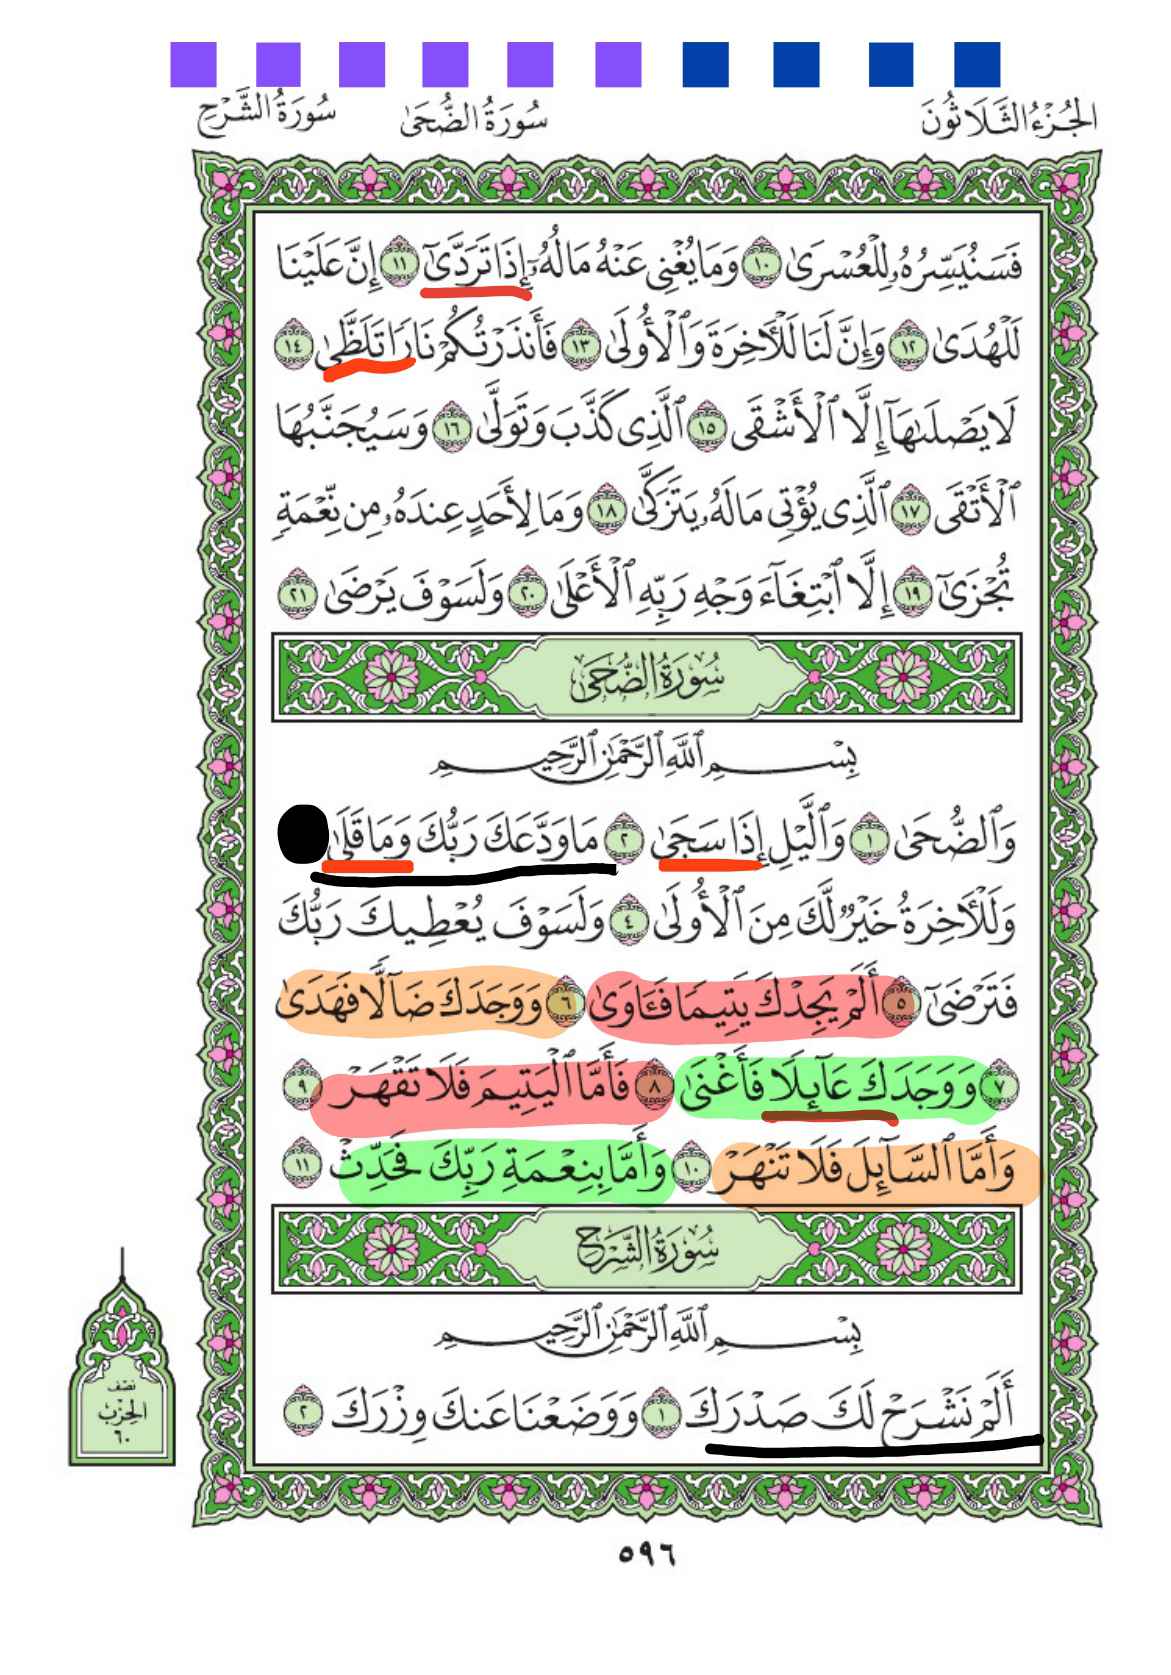 الجُزْءُ الثَّلَاثُونَ
سُورَةُ الضُّحَىٰ
سُورَةُ الشَّرْحِ
فَسَنُيَسِّرُهُۥ لِلْعُسْرَىٰ ١٠ وَمَا يُغْنِى عَنْهُ مَالُهُۥٓ إِذَا تَرَدَّىٰٓ ١١ إِنَّ عَلَيْنَا
لَلْهُدَىٰ ١٢ وَإِنَّ لَنَا لَلْـَٔاخِرَةَ وَٱلْأُولَىٰ ١٣ فَأَنذَرْتُكُمْ نَارًا تَلَظَّىٰ ١٤
لَا يَصْلَىٰهَآ إِلَّا ٱلْأَشْقَى ١٥ ٱلَّذِى كَذَّبَ وَتَوَلَّىٰ ١٦ وَسَيُجَنَّبُهَا
ٱلْأَتْقَى ١٧ ٱلَّذِى يُؤْتِى مَالَهُۥ يَتَزَكَّىٰ ١٨ وَمَا لِأَحَدٍ عِندَهُۥ مِن نِّعْمَةٍ
تُجْزَىٰٓ ١٩ إِلَّا ٱبْتِغَآءَ وَجْهِ رَبِّهِ ٱلْأَعْلَىٰ ٢٠ وَلَسَوْفَ يَرْضَىٰ ٢١
سُورَةُ الضُّحَىٰ
بِسْمِ ٱللَّهِ ٱلرَّحْمَٰنِ ٱلرَّحِيمِ
وَٱلضُّحَىٰ ١ وَٱلَّيْلِ إِذَا سَجَىٰ ٢ مَا وَدَّعَكَ رَبُّكَ وَمَا قَلَىٰ
وَلَلْـَٔاخِرَةُ خَيْرٌ لَّكَ مِنَ ٱلْأُولَىٰ ٤ وَلَسَوْفَ يُعْطِيكَ رَبُّكَ
فَتَرْضَىٰٓ ٥ أَلَمْ يَجِدْكَ يَتِيمًا فَـَٔاوَىٰ ٦ وَوَجَدَكَ ضَآلًّا فَهَدَىٰ
٧ وَوَجَدَكَ عَآئِلًا فَأَغْنَىٰ ٨ فَأَمَّا ٱلْيَتِيمَ فَلَا تَقْهَرْ ٩
وَأَمَّا ٱلسَّآئِلَ فَلَا تَنْهَرْ ١٠ وَأَمَّا بِنِعْمَةِ رَبِّكَ فَحَدِّثْ ١١
سُورَةُ الشَّرْحِ
بِسْمِ ٱللَّهِ ٱلرَّحْمَٰنِ ٱلرَّحِيمِ
أَلَمْ نَشْرَحْ لَكَ صَدْرَكَ ١ وَوَضَعْنَا عَنكَ وِزْرَكَ ٢
نصف
الحِزْب
٦٠
٥٩٦